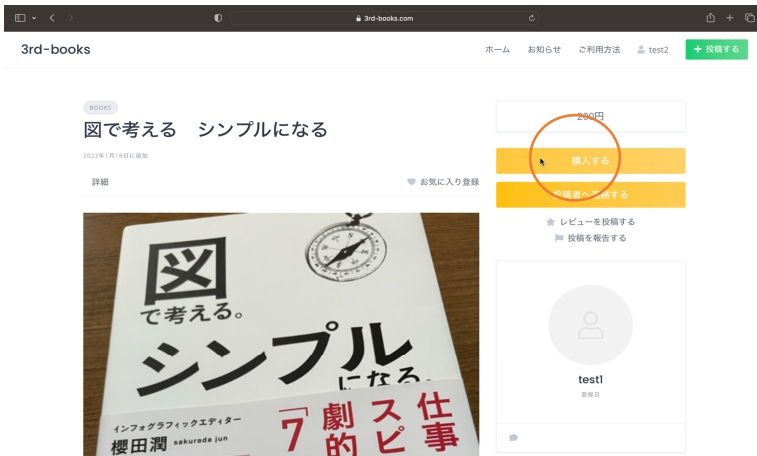 3rd-books.com
3rd-books
ホーム お知らせ ご利用方法 test2 + 投稿する
BOOKS
図で考える シンプルになる
2023年1月18日に追加
詳細
お気に入り登録
200円
購入する
投稿者へ連絡する
レビューを投稿する
投稿を報告する
図
で考える。
シンプル
になる。
インフォグラフィックエディター
櫻田潤 sakurada jun
仕事
スピ
劇的
「7
test1
登録日